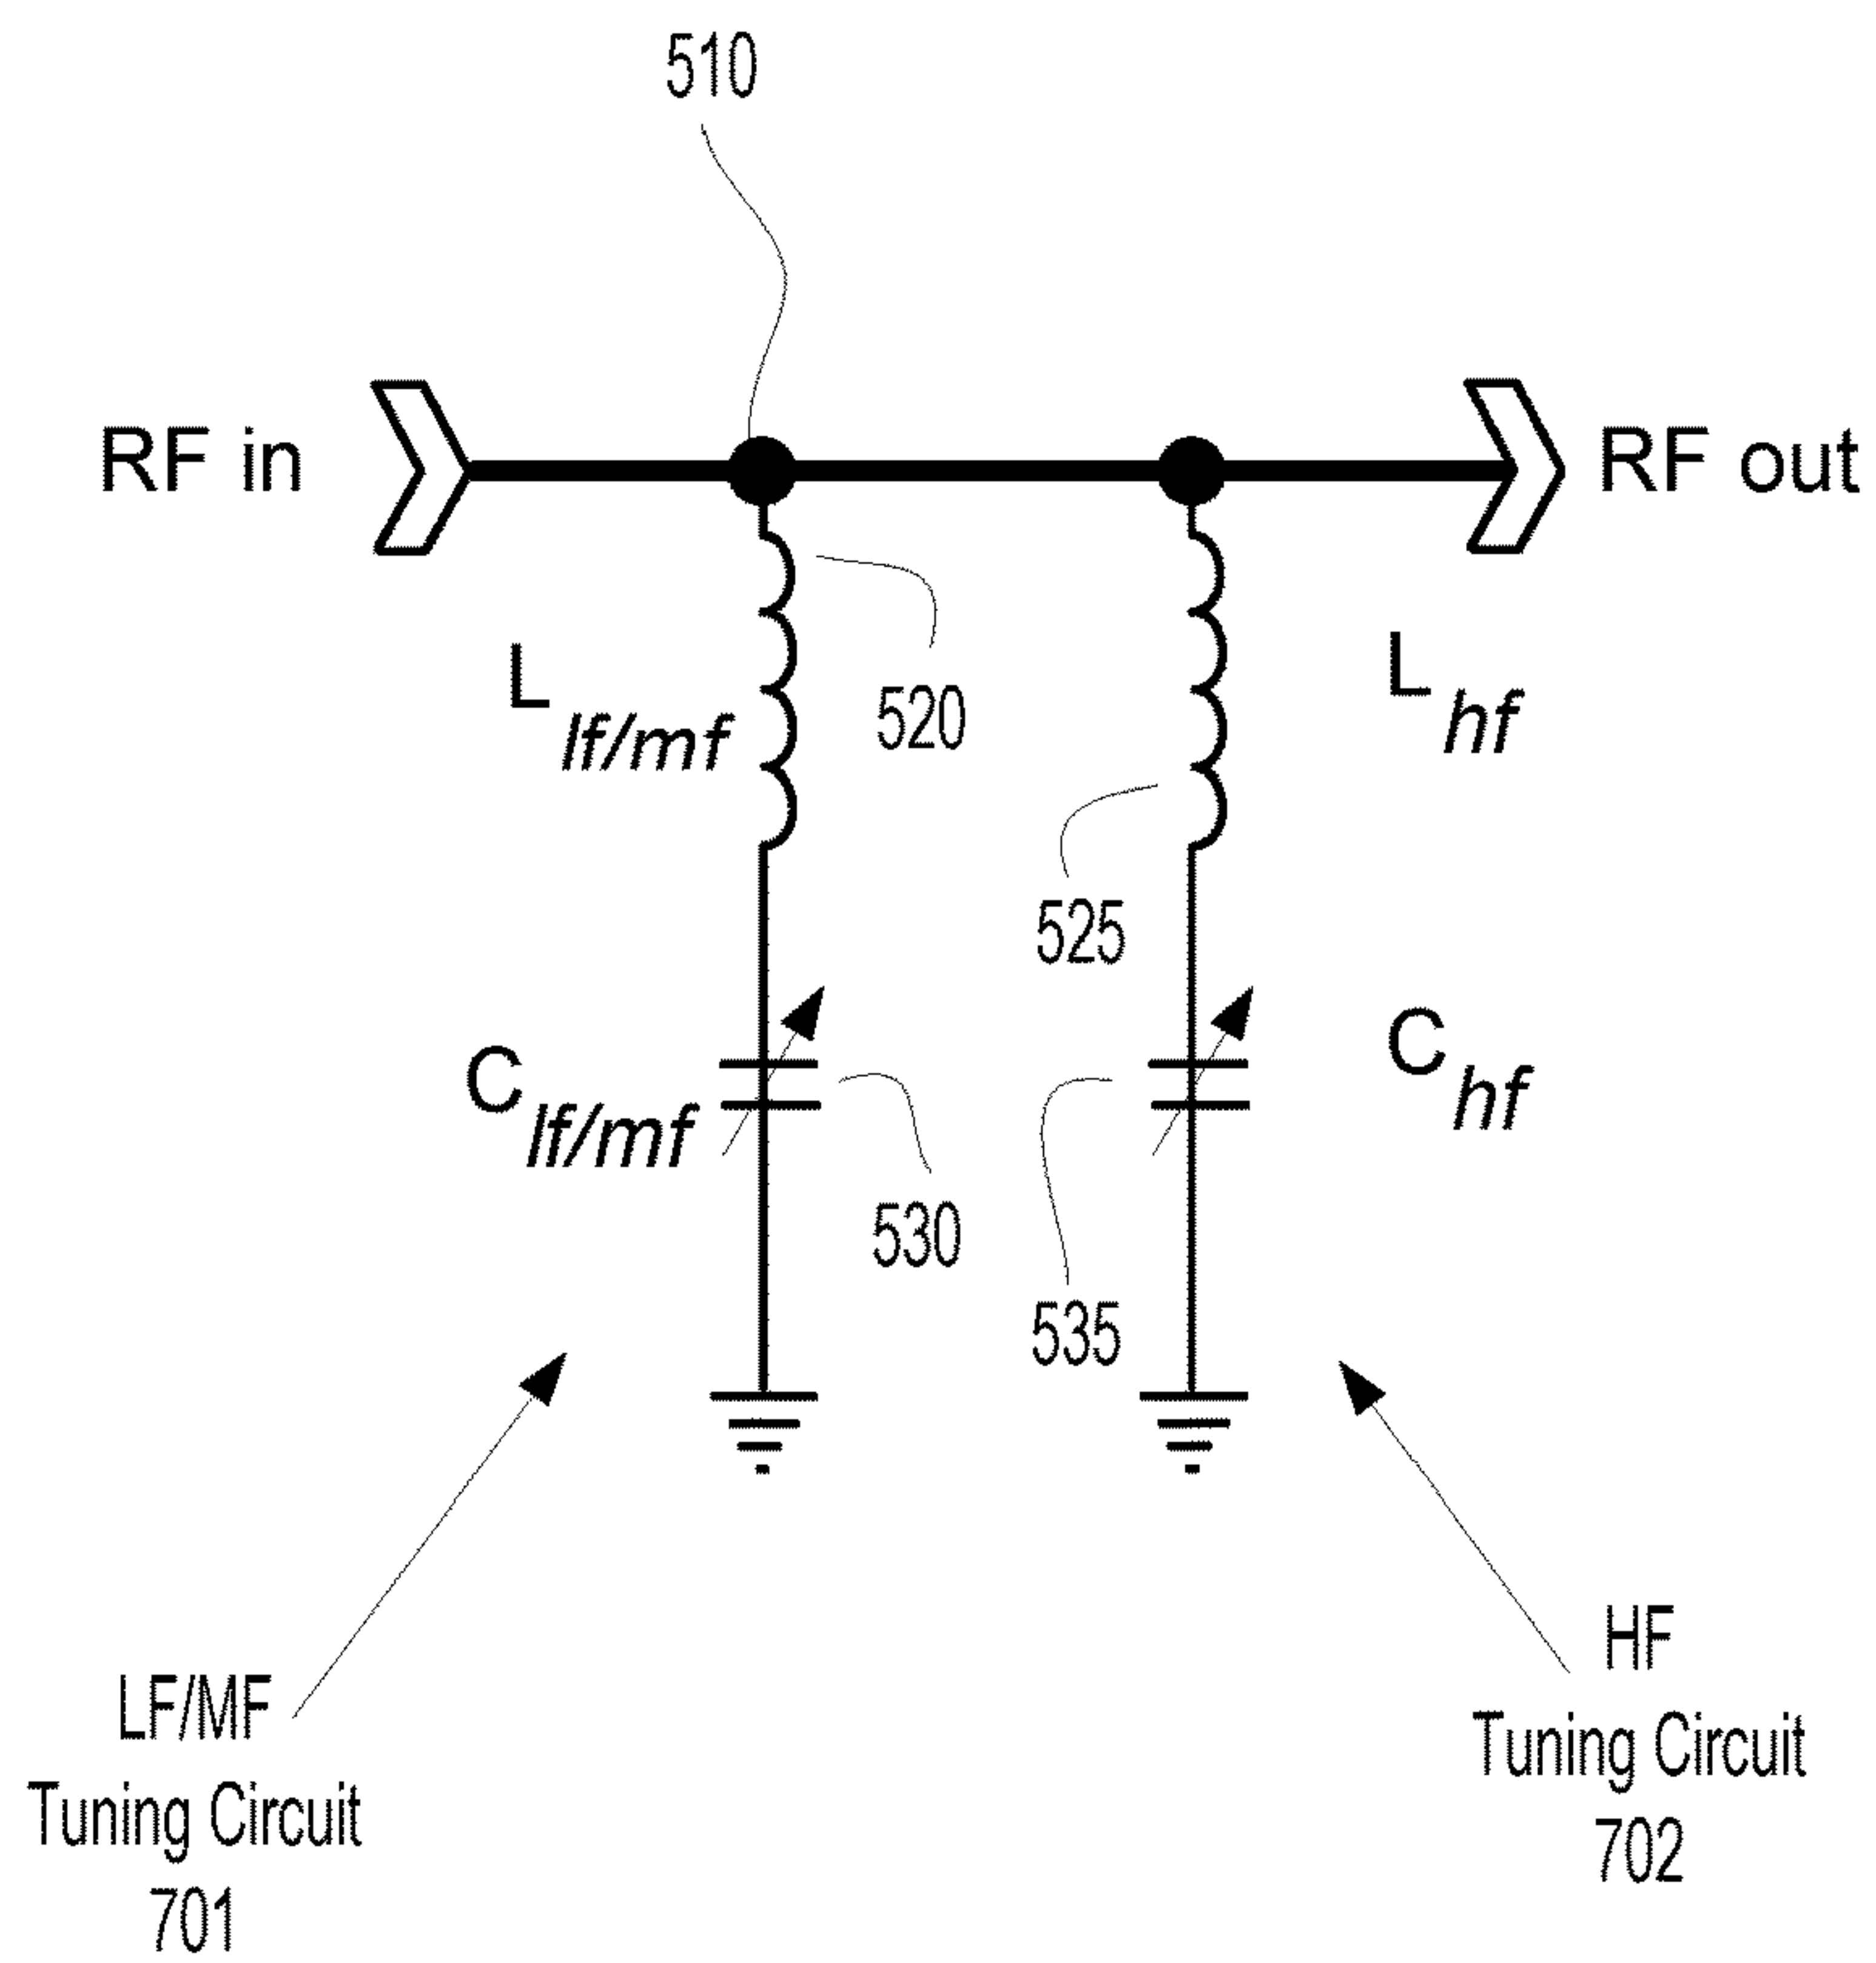 510
RF in
RF out
L lf/mf
520
L hf
525
C lf/mf
C hf
530
535
LF/MF
Tuning Circuit
701
HF
Tuning Circuit
702